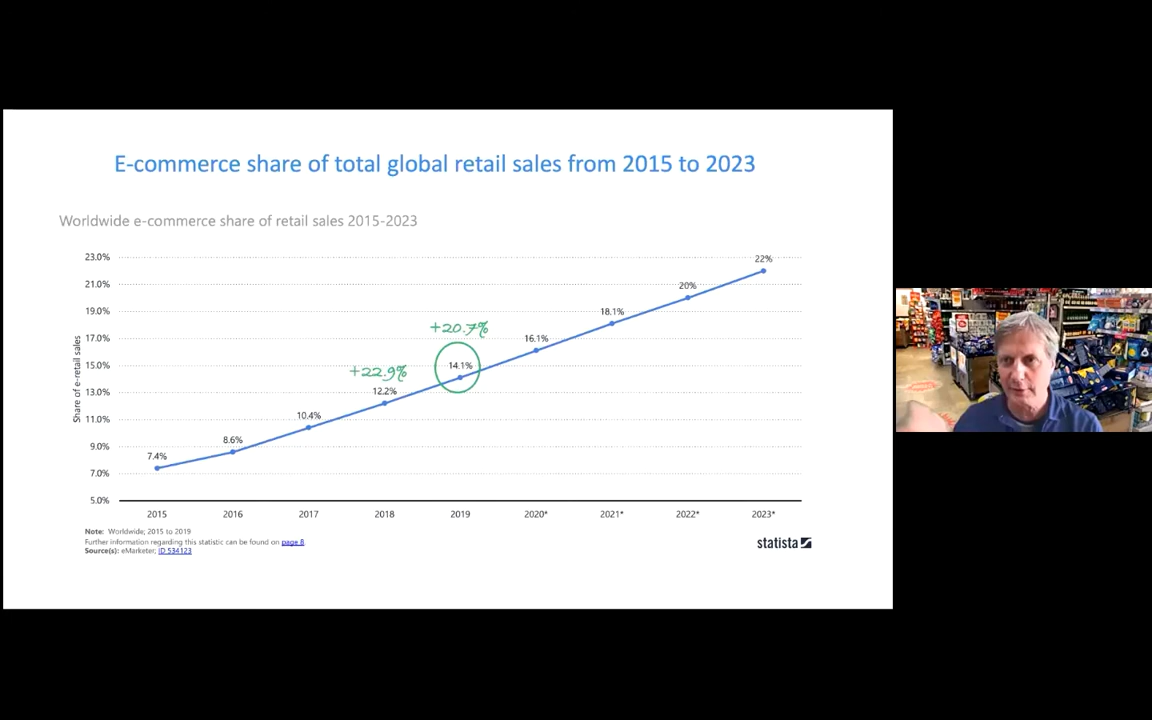 E-commerce share of total global retail sales from 2015 to 2023
Worldwide e-commerce share of retail sales 2015-2023
Share of e-retail sales
23.0%
21.0%
19.0%
17.0%
15.0%
13.0%
11.0%
9.0%
7.0%
5.0%
7.4%
8.6%
10.4%
+22.9%
12.2%
+20.7%
14.1%
16.1%
18.1%
20%
22%
2015 2016 2017 2018 2019 2020* 2021* 2022* 2023*
Note: Worldwide; 2015 to 2019
Further information regarding this statistic can be found on page 8.
Source(s): eMarketer; ID 534123
statista